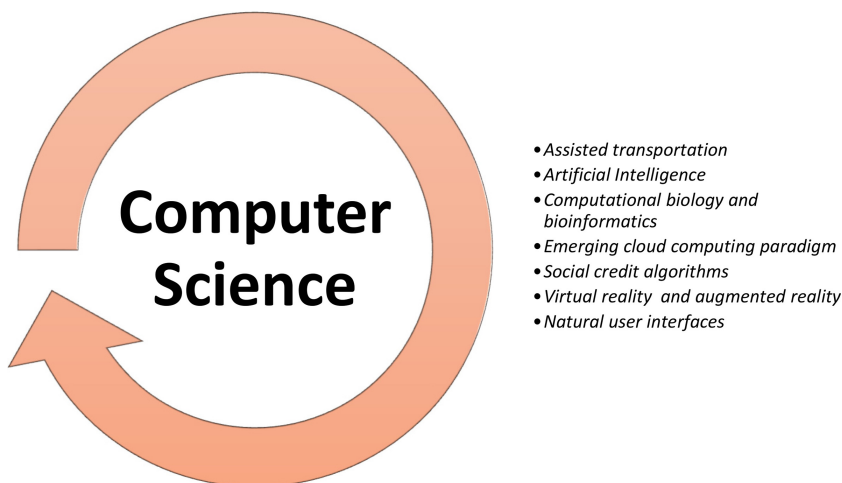 Computer
Science
• Assisted transportation
• Artificial Intelligence
• Computational biology and
bioinformatics
• Emerging cloud computing paradigm
• Social credit algorithms
• Virtual reality and augmented reality
• Natural user interfaces